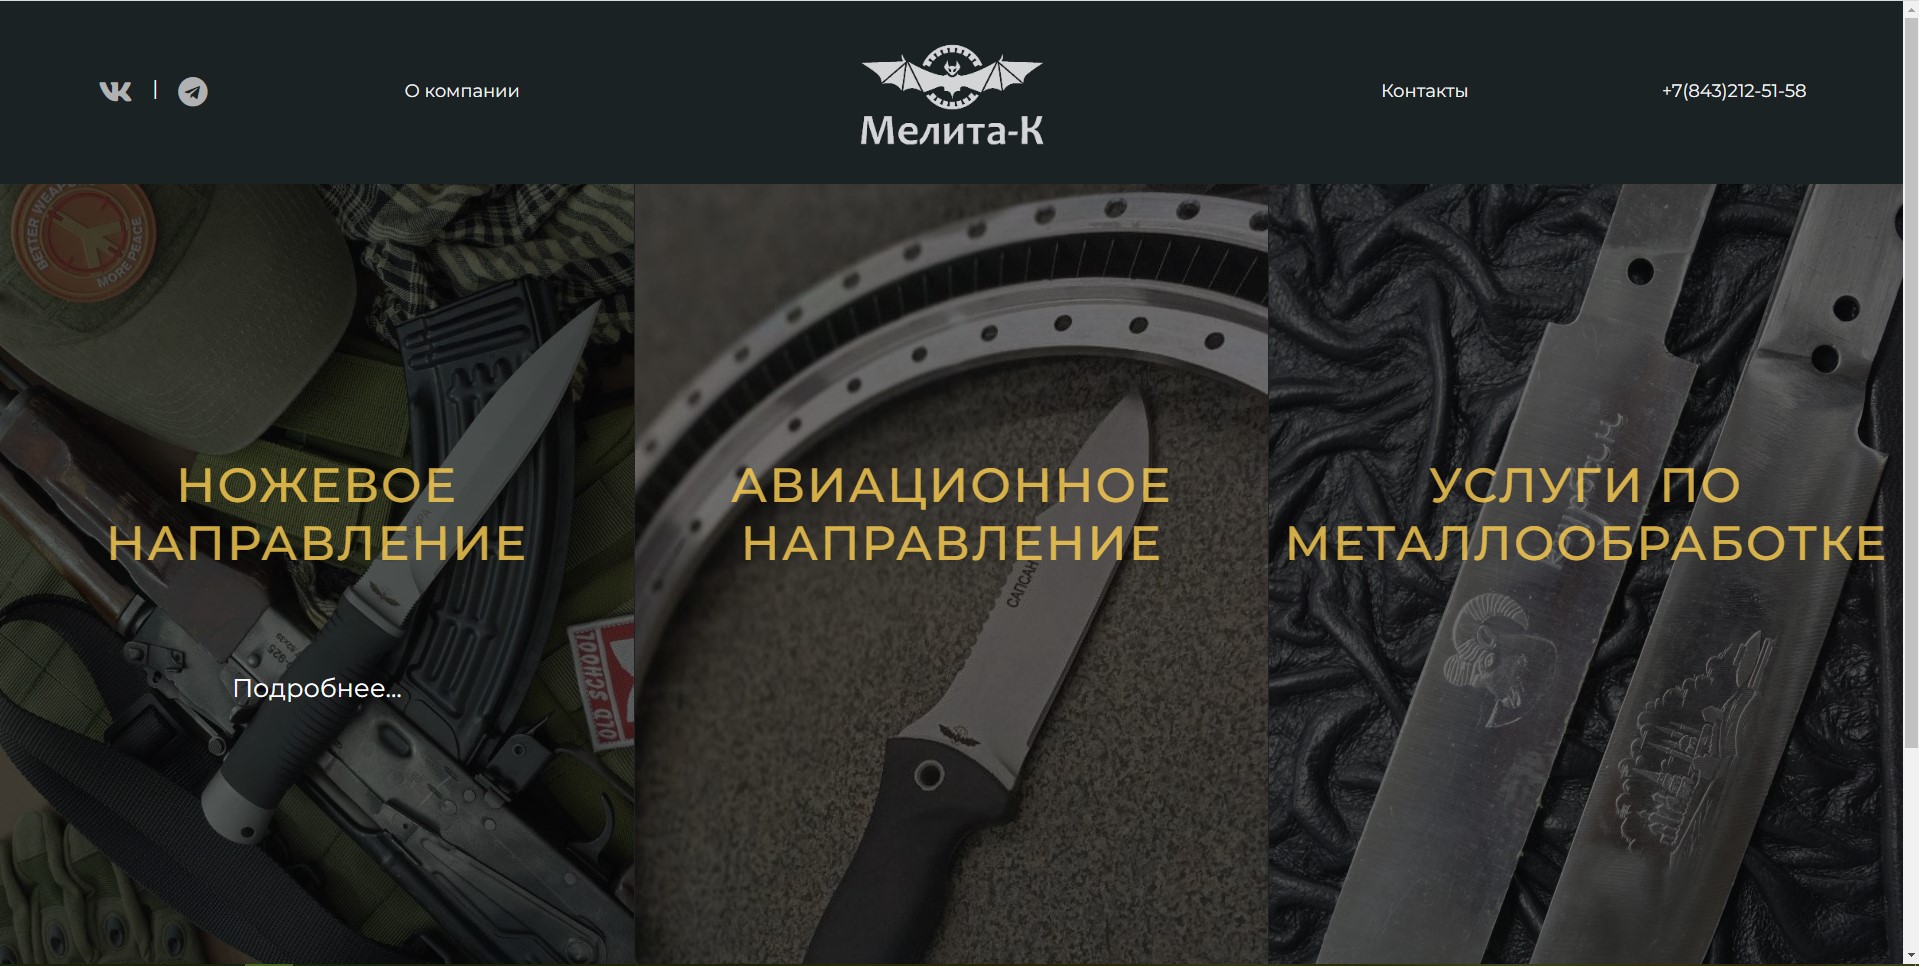 О компании
Мелита-К
Контакты
+7(843)212-51-58
BETTER WEAPO
MORE PEACE
НОЖЕВОЕ
НАПРАВЛЕНИЕ
Подробнее...
OLD SCHOOL
АВИАЦИОННОЕ
НАПРАВЛЕНИЕ
САПСАН
УСЛУГИ ПО
МЕТАЛЛООБРАБОТКЕ